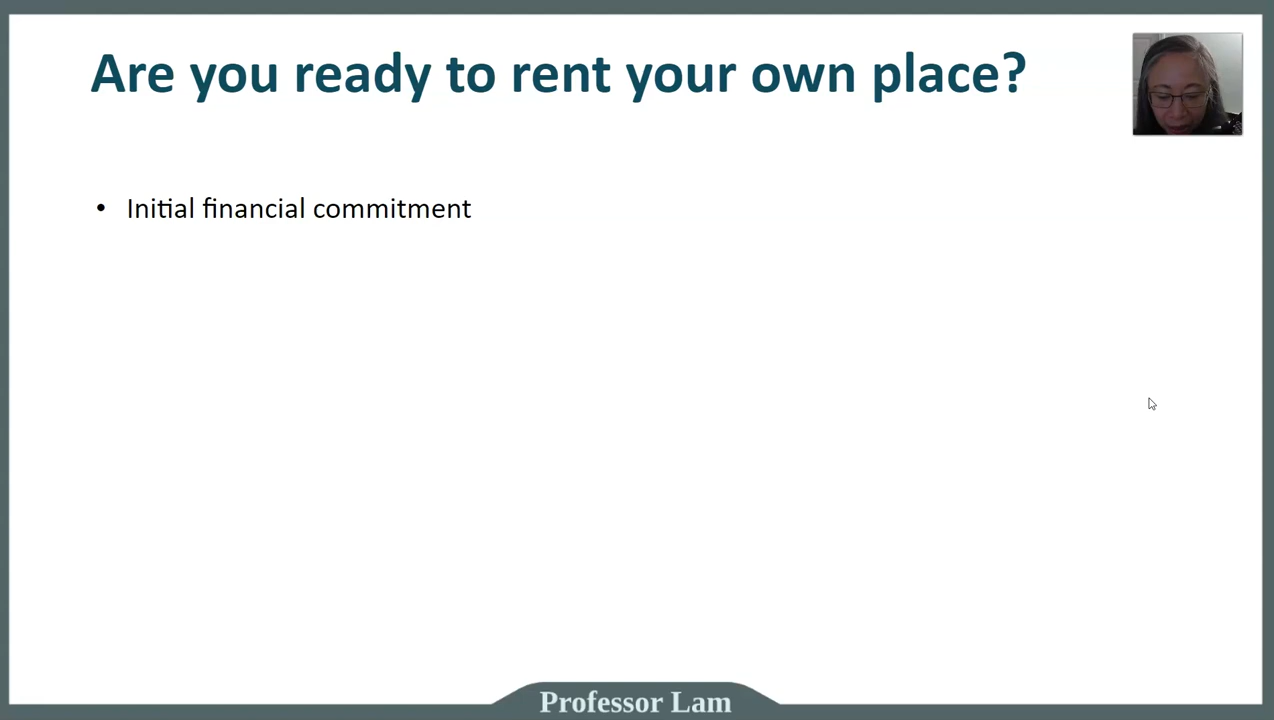 Are you ready to rent your own place?
• Initial financial commitment
Professor Lam